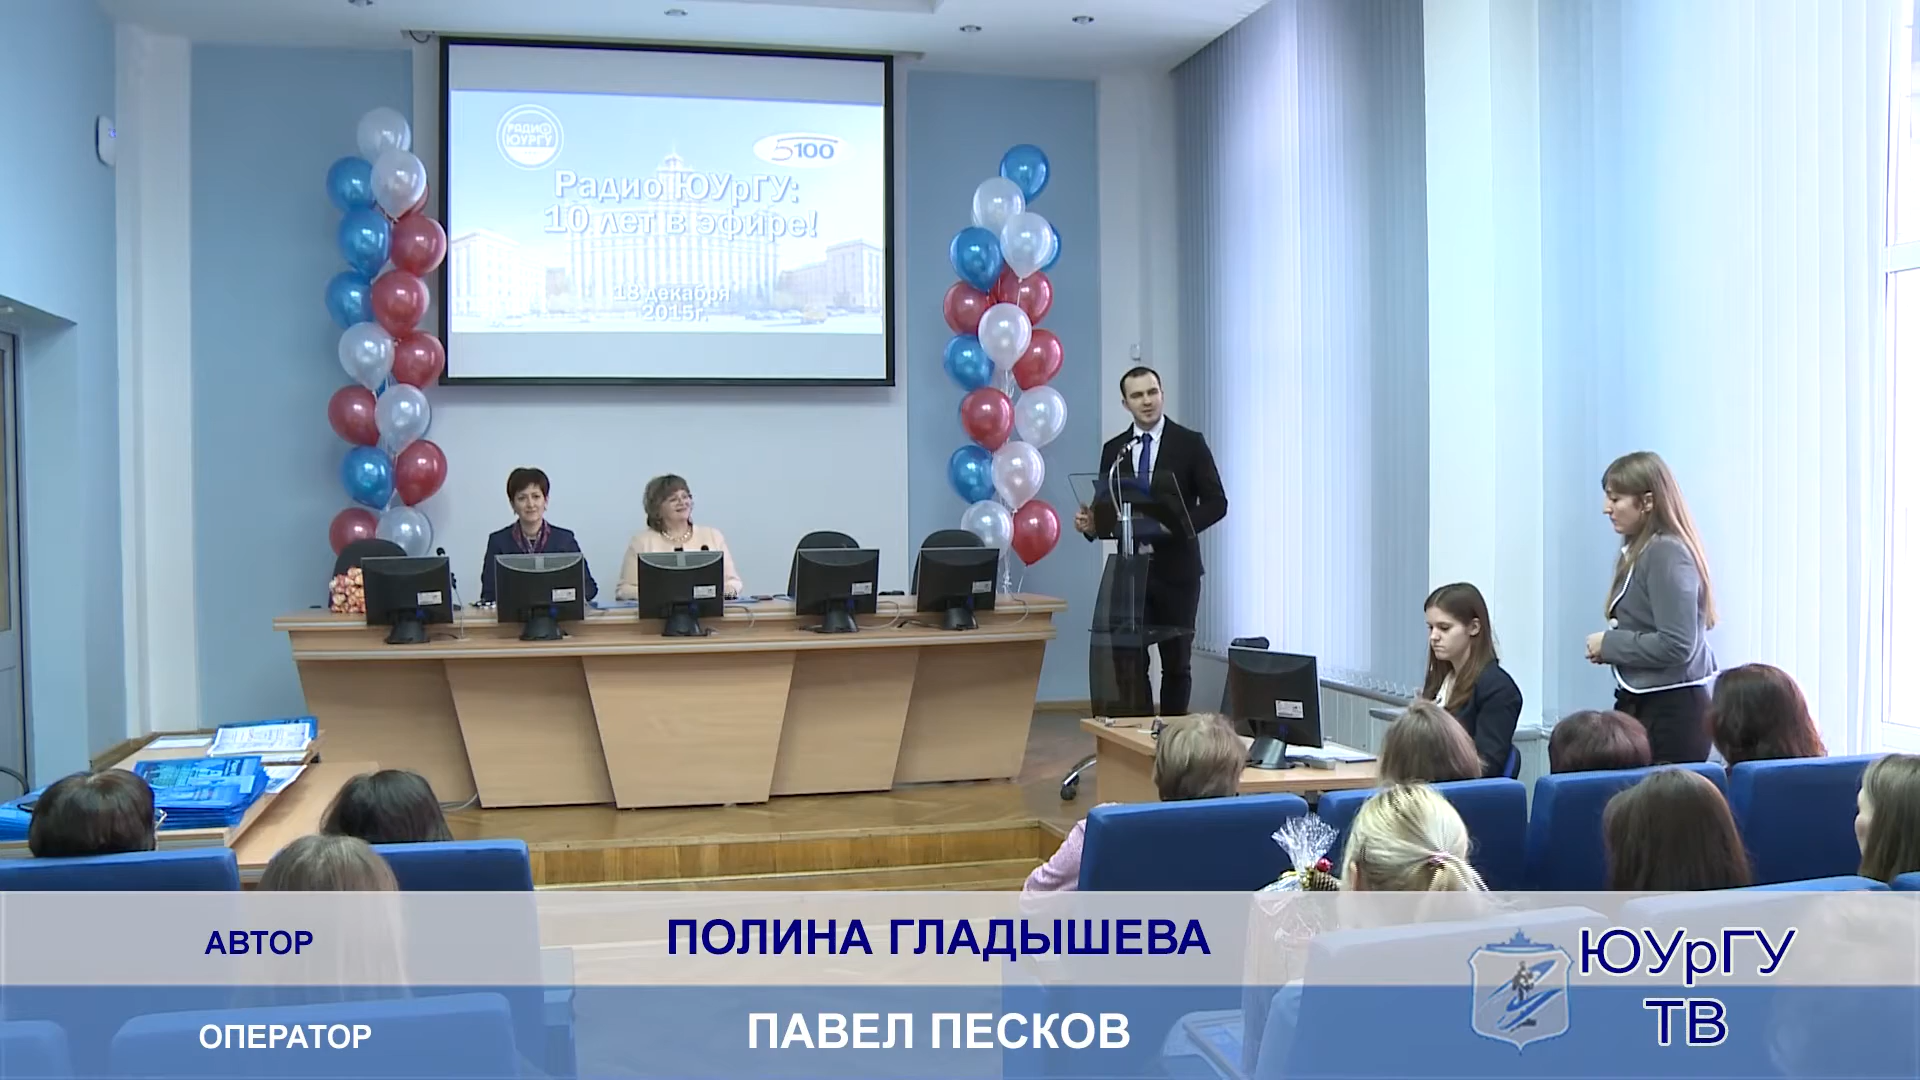 РАДИО
ЮУРГУ
5100
Радио ЮУрГУ:
10 лет в эфире!
18 декабря
2015г.
АВТОР
ПОЛИНА ГЛАДЫШЕВА
ОПЕРАТОР
ПАВЕЛ ПЕСКОВ
ЮУрГУ
ТВ